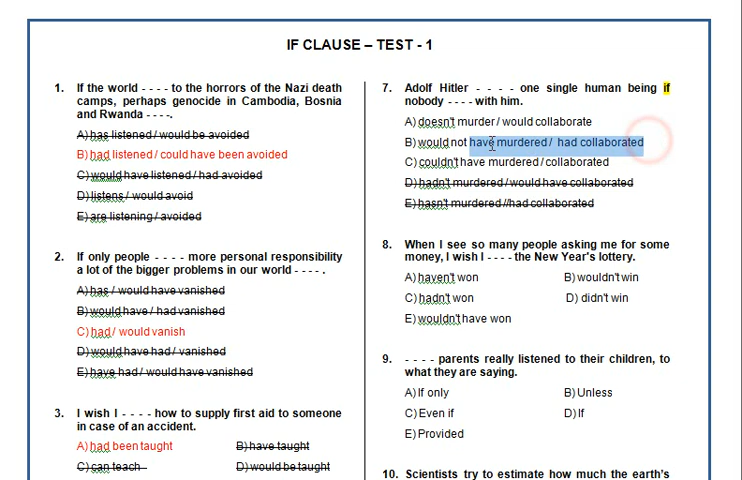 IF CLAUSE – TEST - 1
1. If the world - - - - to the horrors of the Nazi death
camps, perhaps genocide in Cambodia, Bosnia
and Rwanda - - - -.
A) has listened / would be avoided
B) had listened / could have been avoided
C) would have listened / had avoided
D) listens / would avoid
E) are listening / avoided
2. If only people - - - - more personal responsibility
a lot of the bigger problems in our world - - - - .
A) has / would have vanished
B) would have / had vanished
C) had / would vanish
D) would have had / vanished
E) have had / would have vanished
3. I wish I - - - - how to supply first aid to someone
in case of an accident.
A) had been taught B) have taught
C) can teach D) would be taught
7. Adolf Hitler - - - - one single human being if
nobody - - - - with him.
A) doesn't murder / would collaborate
B) would not have murdered / had collaborated
C) couldn't have murdered / collaborated
D) hadn't murdered / would have collaborated
E) hasn't murdered //had collaborated
8. When I see so many people asking me for some
money, I wish I - - - - the New Year's lottery.
A) haven't won B) wouldn't win
C) hadn't won D) didn't win
E) wouldn't have won
9. - - - - parents really listened to their children, to
what they are saying.
A) If only B) Unless
C) Even if D) If
E) Provided
10. Scientists try to estimate how much the earth's